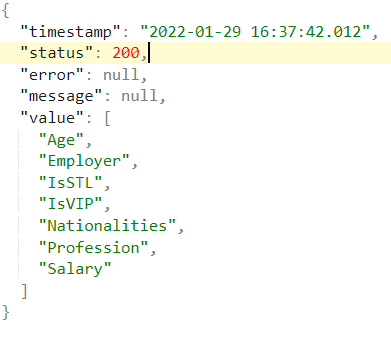 {
"timestamp": "2022-01-29 16:37:42.012",
"status": 200,
"error": null,
"message": null,
"value": [
"Age",
"Employer",
"IsSTL",
"IsVIP",
"Nationalities",
"Profession",
"Salary"
]
}